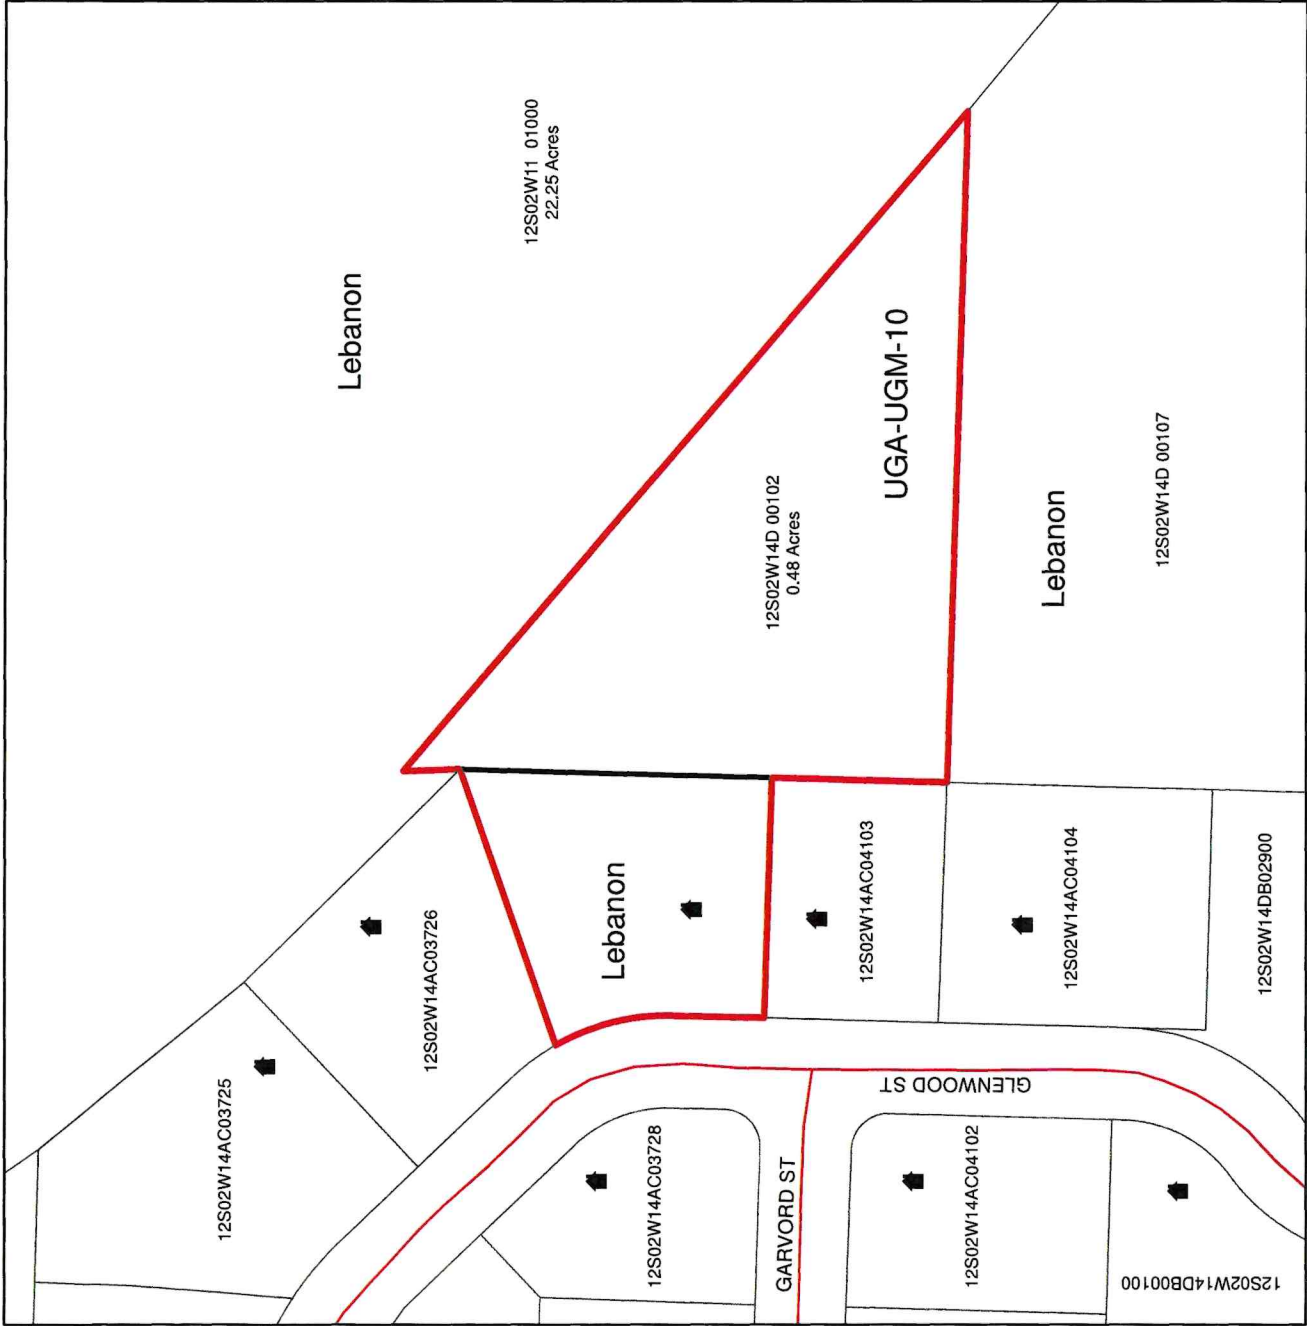 12S02W14AC03725
12S02W14AC03726
Lebanon
12S02W11 01000
22.25 Acres
12S02W14AC03728
Lebanon
12S02W14D 00102
0.48 Acres
UGA-UGM-10
GARVORD ST
GLENWOOD ST
12S02W14AC04103
12S02W14AC04102
12S02W14AC04104
Lebanon
12S02W14D 00107
12S02W14DB00100
12S02W14DB02900